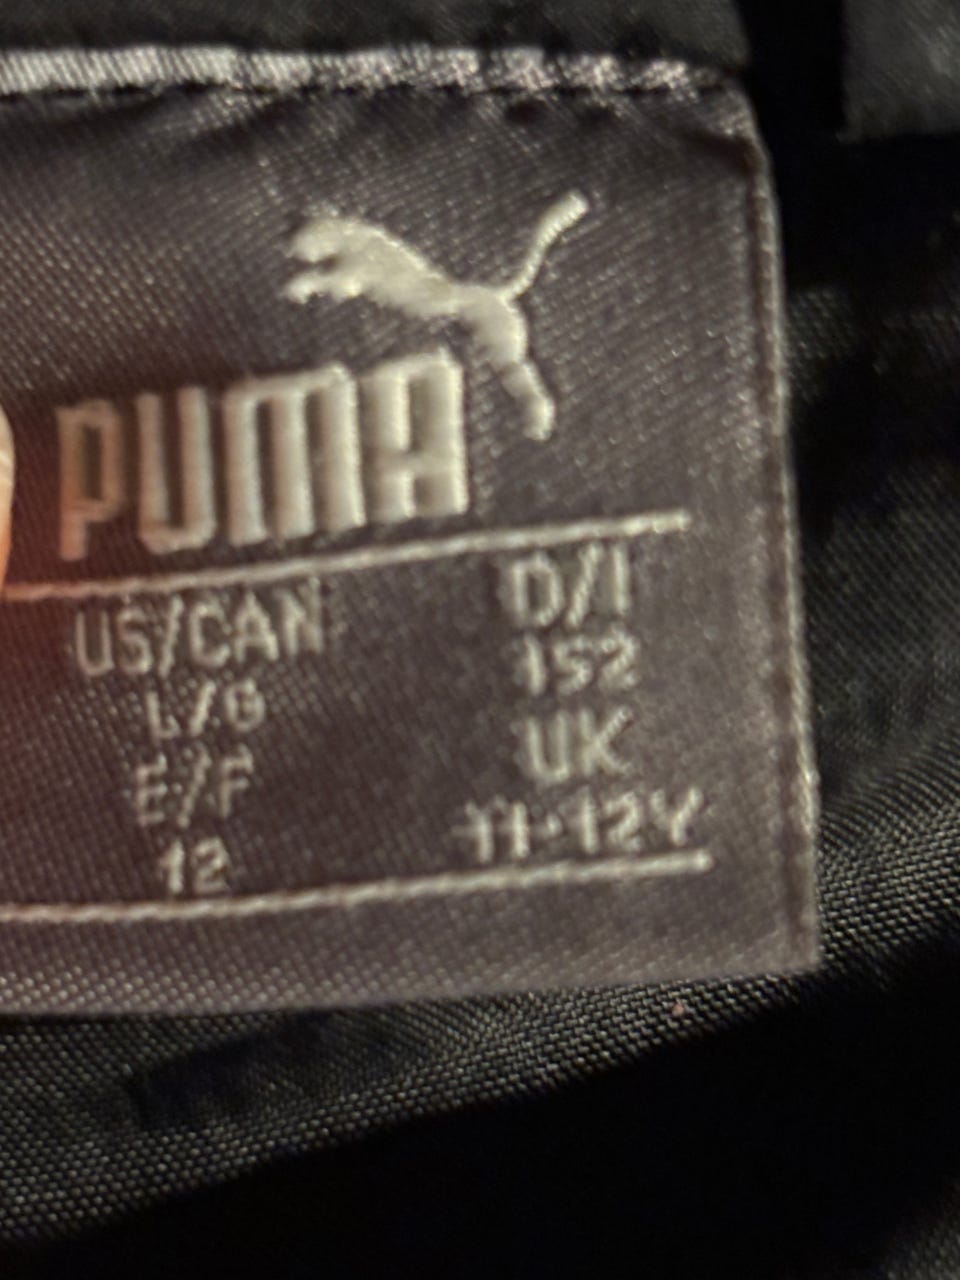 PUMA
US/CAN
L/G
E/F
12
D/I
152
UK
11-12Y